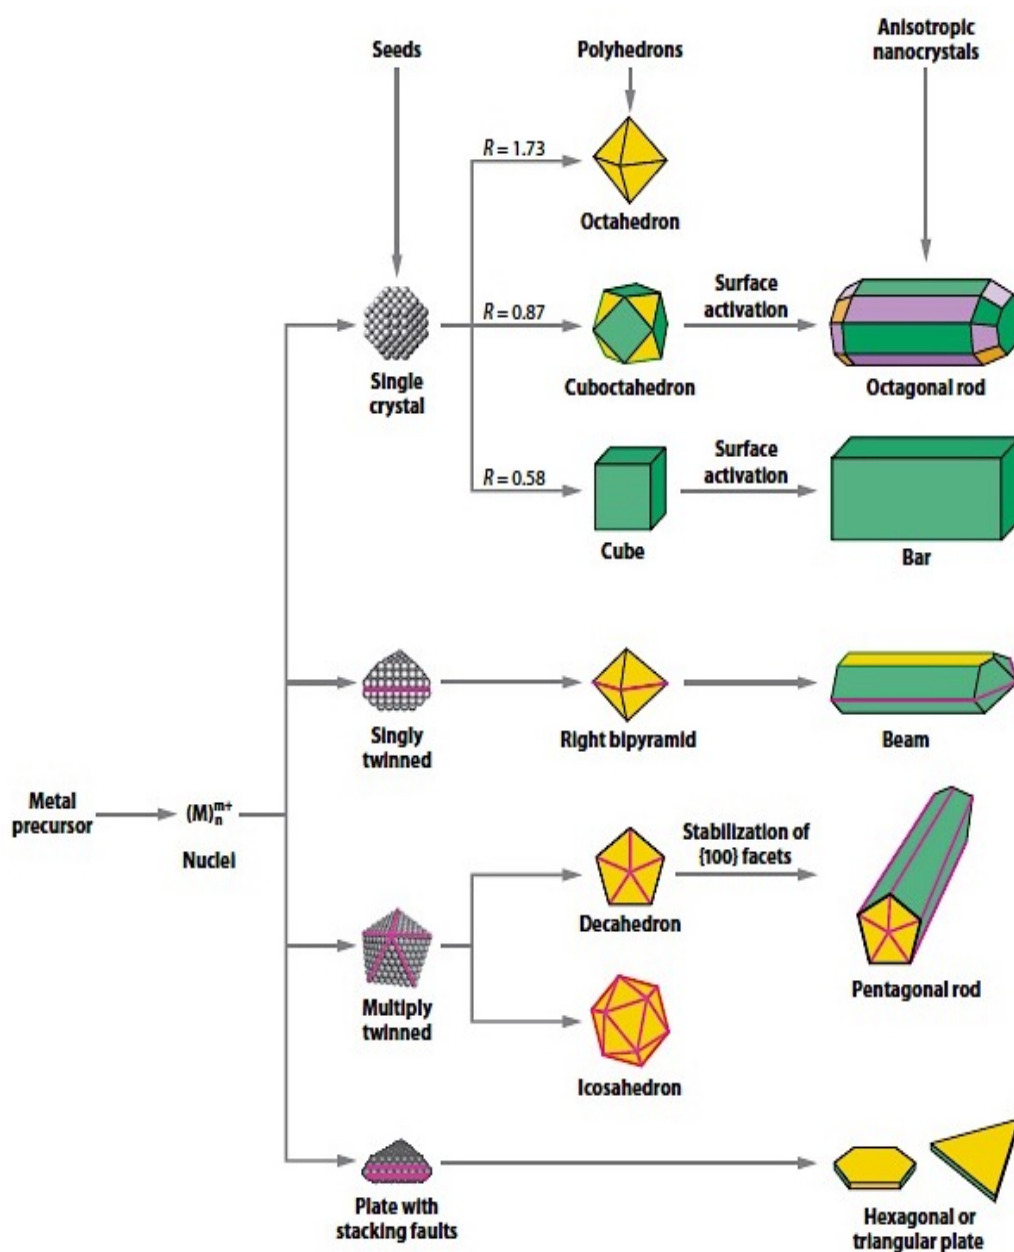 Seeds
Polyhedrons
Anisotropic
nanocrystals
R = 1.73
Octahedron
R = 0.87
Surface
activation
Single
crystal
Cuboctahedron
Octagonal rod
R = 0.58
Surface
activation
Cube
Bar
Singly
twinned
Right bipyramid
Beam
Metal
precursor
(M)ₙᵐ⁺
Nuclei
Stabilization of
{100} facets
Decahedron
Multiply
twinned
Pentagonal rod
Icosahedron
Plate with
stacking faults
Hexagonal or
triangular plate